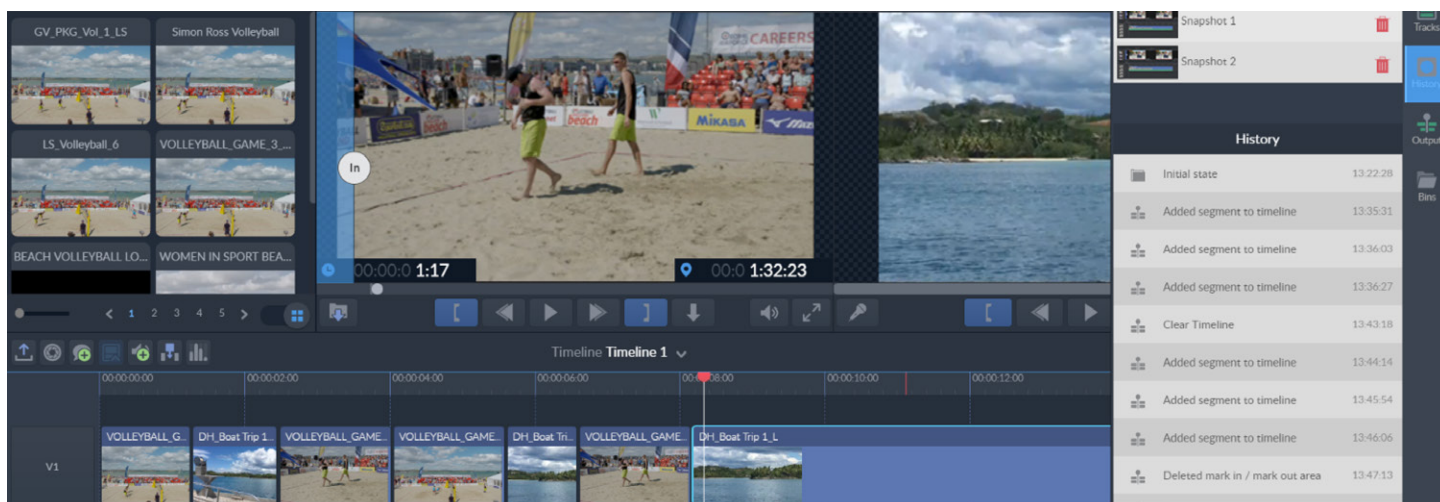 GV_PKG_Vol_1_LS
Simon Ross Volleyball
LS_Volleyball_6
VOLLEYBALL_GAME_3_...
BEACH VOLLEYBALL LO...
WOMEN IN SPORT BEA...
< 1 2 3 4 5 >
CAREERS
beach
beach
MIKASA
In
00:00:0 1:17
00:0 1:32:23
Snapshot 1
Snapshot 2
Tracks
History
Output
Bins
History
Initial state 13:22:28
Added segment to timeline 13:35:31
Added segment to timeline 13:36:03
Added segment to timeline 13:36:27
Clear Timeline 13:43:18
Added segment to timeline 13:44:14
Added segment to timeline 13:45:54
Added segment to timeline 13:46:06
Deleted mark in / mark out area 13:47:13
Timeline Timeline 1
00:00:00:00
00:00:02:00
00:00:04:00
00:00:06:00
00:00:08:00
00:00:10:00
00:00:12:00
V1
VOLLEYBALL_G...
DH_Boat Trip 1...
VOLLEYBALL_GAME...
VOLLEYBALL_GAME...
DH_Boat Tri...
VOLLEYBALL_GAME...
DH_Boat Trip 1_L